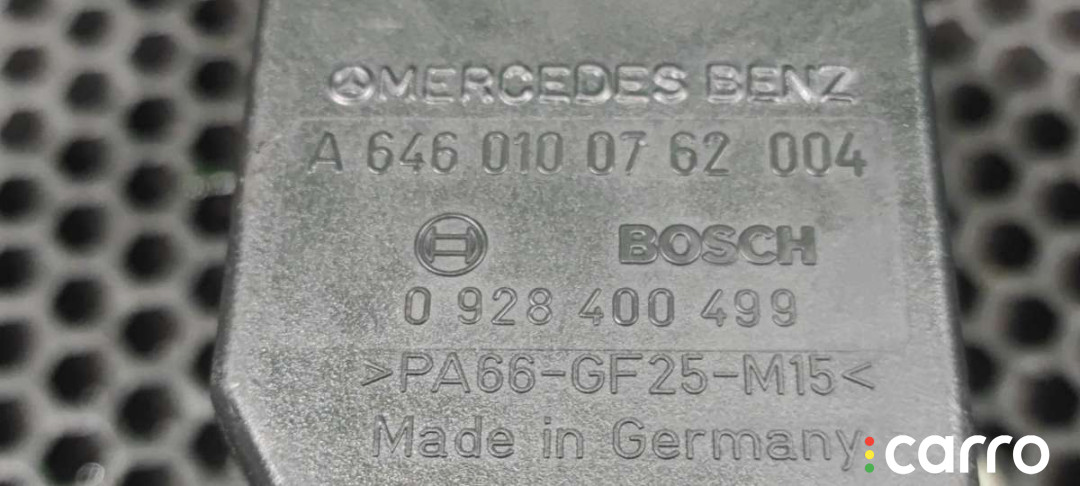 MERCEDES BENZ
A 646 010 07 62 004
BOSCH
0 928 400 499
>PA66-GF25-M15<
Made in Germany
carro